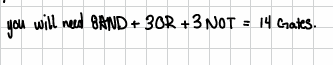 you will need 8AND + 3OR + 3 NOT = 14 Gates.